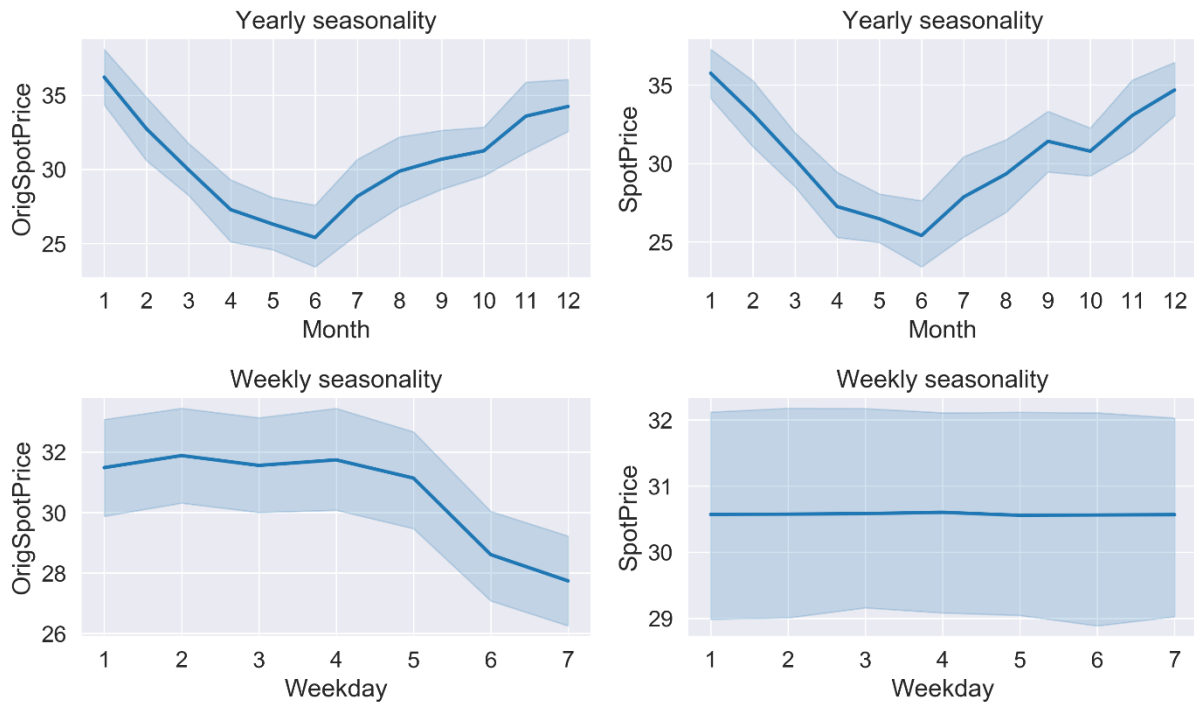 Yearly seasonality
OrigSpotPrice
35
30
25
1 2 3 4 5 6 7 8 9 10 11 12
Month
Yearly seasonality
SpotPrice
35
30
25
1 2 3 4 5 6 7 8 9 10 11 12
Month
Weekly seasonality
OrigSpotPrice
32
30
28
26
1 2 3 4 5 6 7
Weekday
Weekly seasonality
SpotPrice
32
31
30
29
1 2 3 4 5 6 7
Weekday